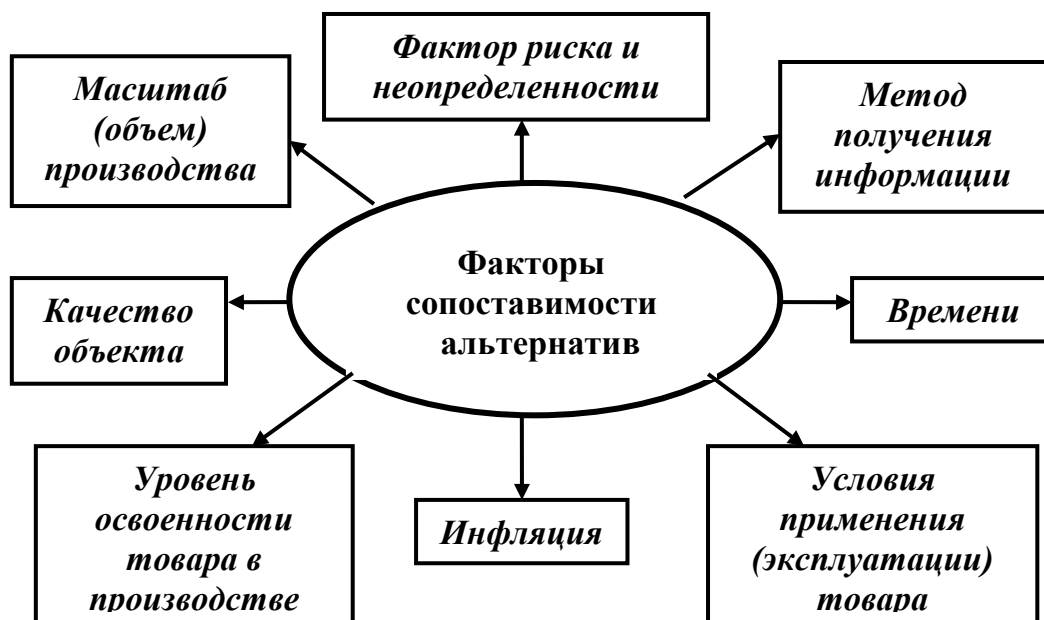 Фактор риска и
неопределенности
Масштаб
(объем)
производства
Метод
получения
информации
Факторы
сопоставимости
альтернатив
Качество
объекта
Времени
Уровень
освоенности
товара в
производстве
Инфляция
Условия
применения
(эксплуатации)
товара